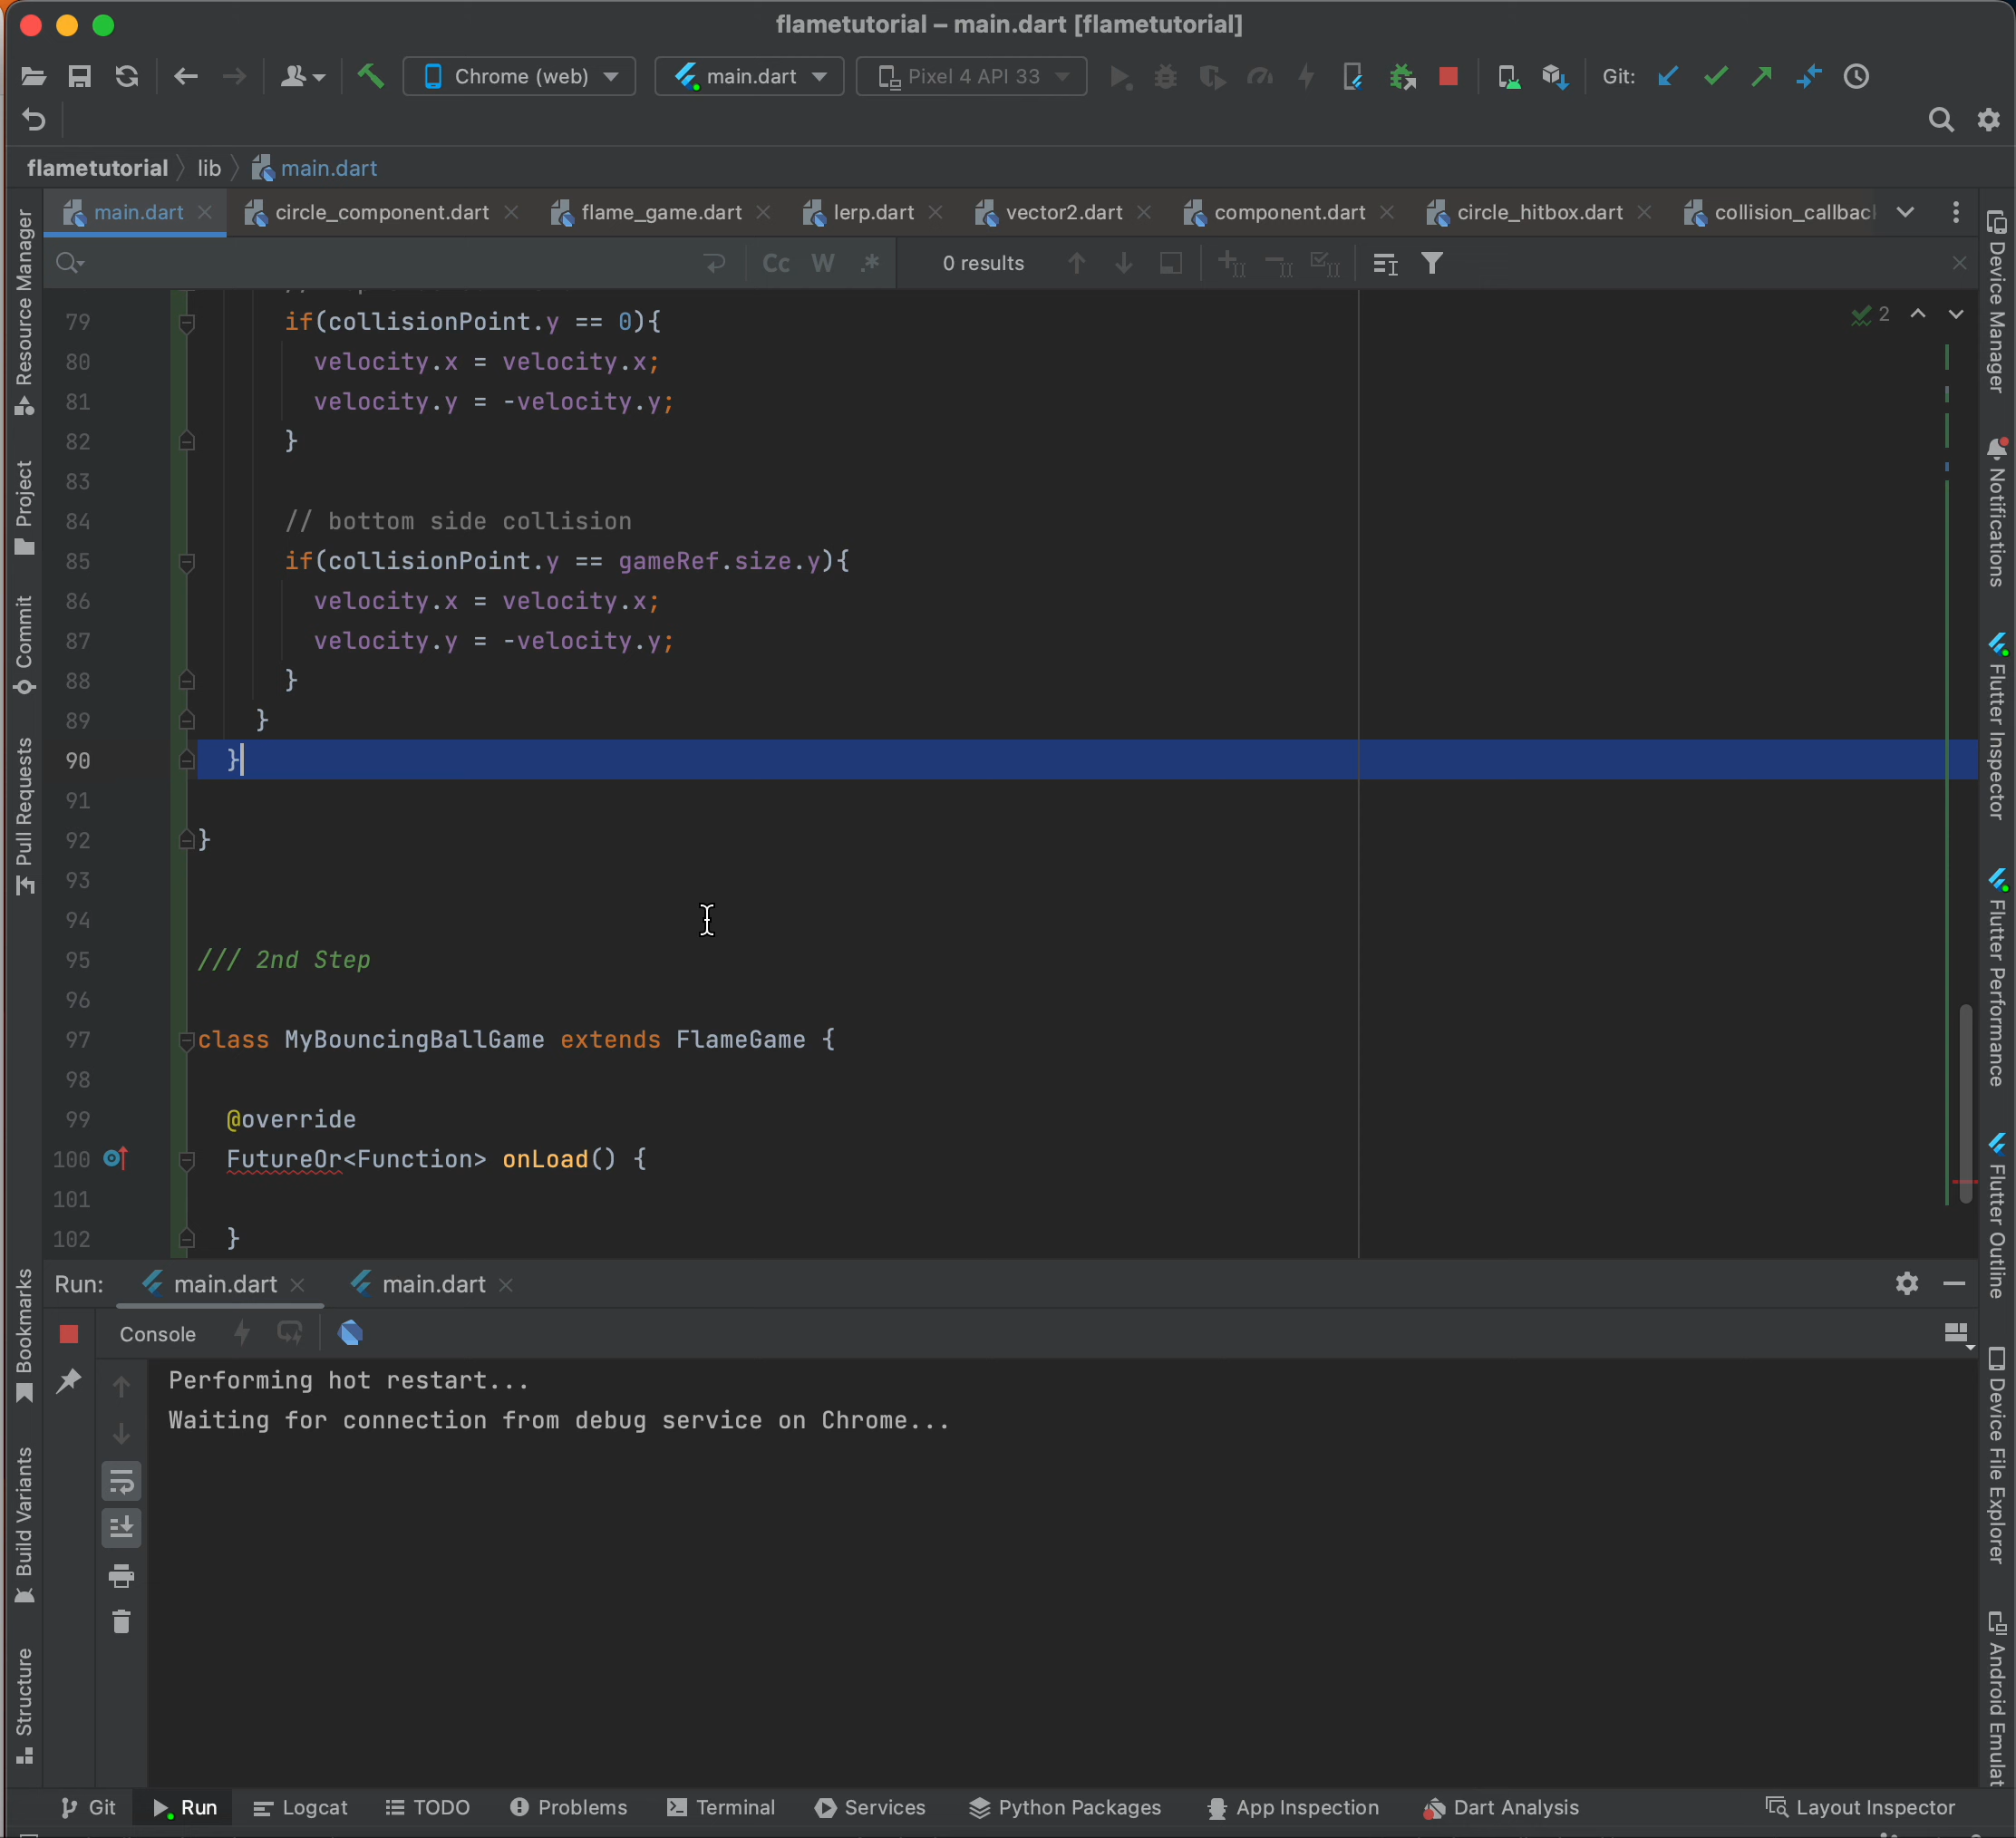 flametutorial – main.dart [flametutorial]
Chrome (web)
main.dart
Pixel 4 API 33
Git:
flametutorial
lib
main.dart
main.dart
circle_component.dart
flame_game.dart
lerp.dart
vector2.dart
component.dart
circle_hitbox.dart
collision_callbac
Cc
W
.*
0 results
2
79 if(collisionPoint.y == 0){
80 velocity.x = velocity.x;
81 velocity.y = -velocity.y;
82 }
83
84 // bottom side collision
85 if(collisionPoint.y == gameRef.size.y){
86 velocity.x = velocity.x;
87 velocity.y = -velocity.y;
88 }
89 }
90 }
91
92 }
93
94
95 /// 2nd Step
96
97 class MyBouncingBallGame extends FlameGame {
98
99 @override
100 FutureOr<Function> onLoad() {
101
102 }
Resource Manager
Project
Commit
Pull Requests
Bookmarks
Build Variants
Structure
Device Manager
Notifications
Flutter Inspector
Flutter Performance
Flutter Outline
Device File Explorer
Android Emulat
Run:
main.dart
main.dart
Console
Performing hot restart...
Waiting for connection from debug service on Chrome...
Git
Run
Logcat
TODO
Problems
Terminal
Services
Python Packages
App Inspection
Dart Analysis
Layout Inspector